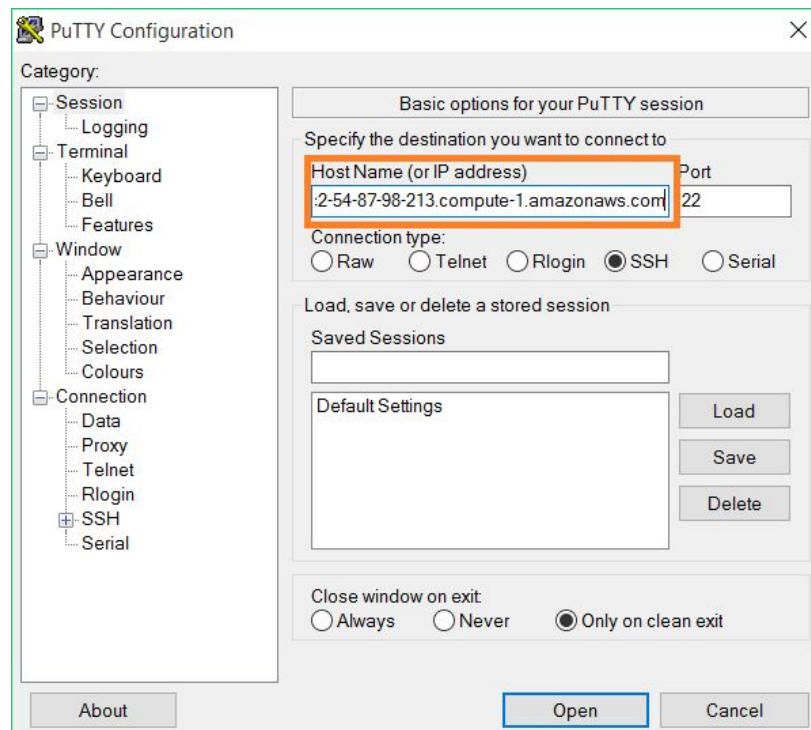 PuTTY Configuration
Category:
Session
Logging
Terminal
Keyboard
Bell
Features
Window
Appearance
Behaviour
Translation
Selection
Colours
Connection
Data
Proxy
Telnet
Rlogin
SSH
Serial
Basic options for your PuTTY session
Specify the destination you want to connect to
Host Name (or IP address) Port
:2-54-87-98-213.compute-1.amazonaws.com 22
Connection type:
Raw Telnet Rlogin SSH Serial
Load, save or delete a stored session
Saved Sessions
Default Settings
Load
Save
Delete
Close window on exit:
Always Never Only on clean exit
About Open Cancel